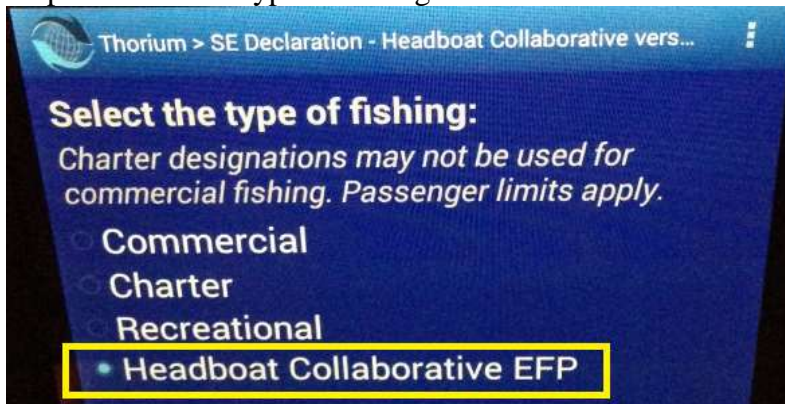 Thorium > SE Declaration - Headboat Collaborative vers...
Select the type of fishing:
Charter designations may not be used for
commercial fishing. Passenger limits apply.
Commercial
Charter
Recreational
Headboat Collaborative EFP